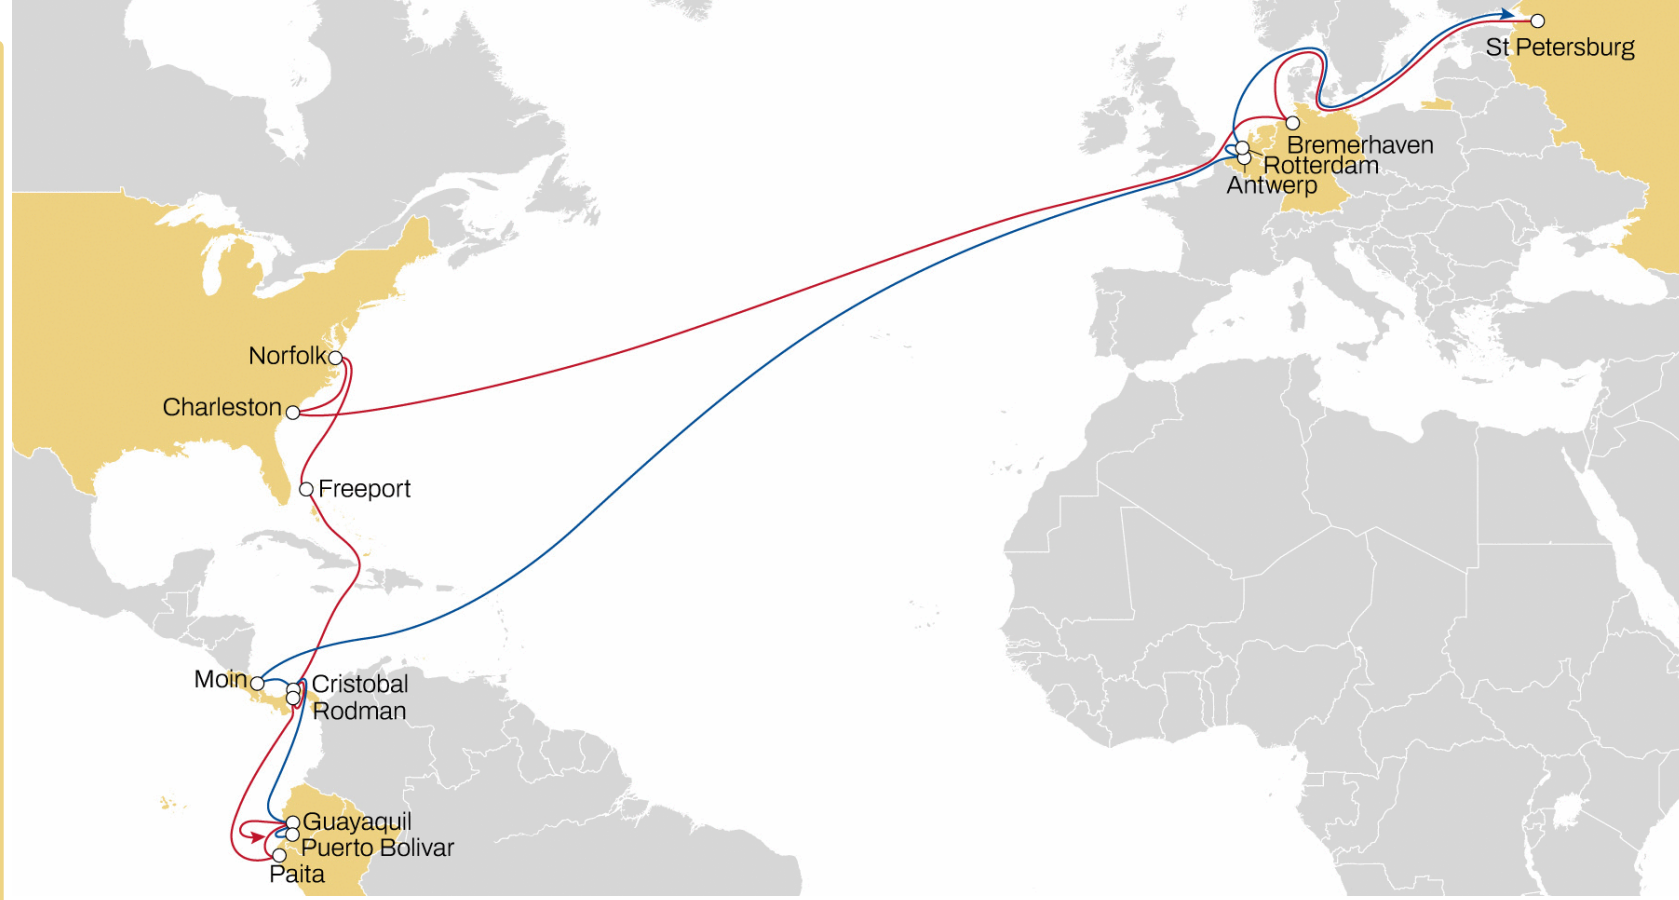 St Petersburg
Bremerhaven
Rotterdam
Antwerp
Norfolk
Charleston
Freeport
Moin
Cristobal
Rodman
Guayaquil
Puerto Bolivar
Paita